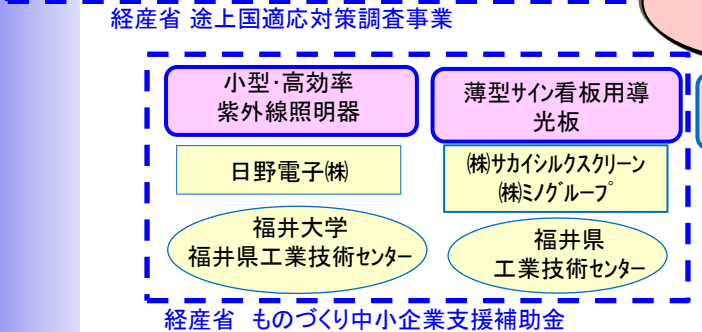 経産省 途上国適応対策調査事業
小型・高効率
紫外線照明器
薄型サイン看板用導
光板
日野電子㈱
㈱サカイシルクスクリーン
㈱ミノグループ
福井大学
福井県工業技術センター
福井県
工業技術センター
経産省　ものづくり中小企業支援補助金